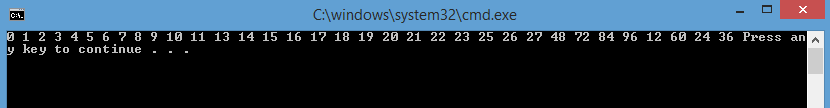 C:\windows\system32\cmd.exe
0 1 2 3 4 5 6 7 8 9 10 11 13 14 15 16 17 18 19 20 21 22 23 25 26 27 48 72 84 96 12 60 24 36 Press an
y key to continue . . .